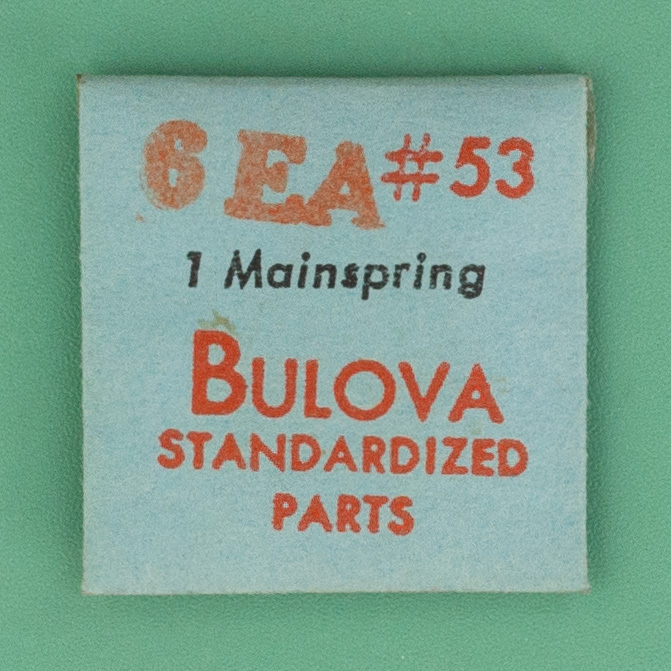 6 EA #53
1 Mainspring
BULOVA
STANDARDIZED
PARTS